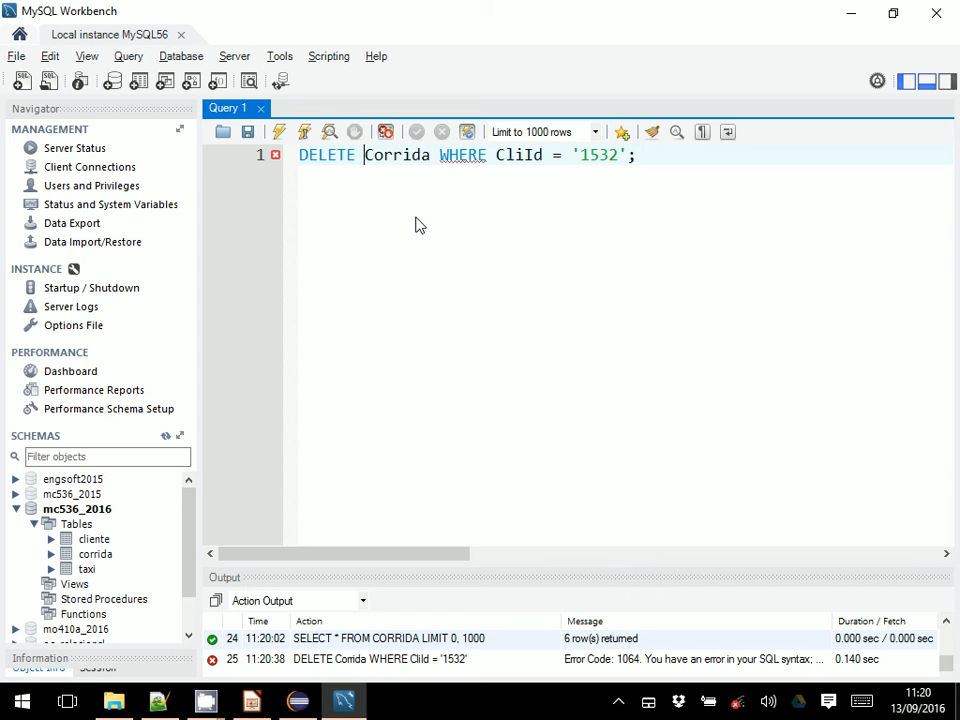 MySQL Workbench
Local instance MySQL56
File Edit View Query Database Server Tools Scripting Help
Navigator
MANAGEMENT
Server Status
Client Connections
Users and Privileges
Status and System Variables
Data Export
Data Import/Restore
INSTANCE
Startup / Shutdown
Server Logs
Options File
PERFORMANCE
Dashboard
Performance Reports
Performance Schema Setup
SCHEMAS
Filter objects
engsoft2015
mc536_2015
mc536_2016
Tables
cliente
corrida
taxi
Views
Stored Procedures
Functions
mo410a_2016
Information
Query 1
Limit to 1000 rows
1 DELETE Corrida WHERE CliId = '1532';
Output
Action Output
Time Action Message Duration / Fetch
24 11:20:02 SELECT * FROM CORRIDA LIMIT 0, 1000 6 row(s) returned 0.000 sec / 0.000 sec
25 11:20:38 DELETE Corrida WHERE CliId = '1532' Error Code: 1064. You have an error in your SQL syntax; ... 0.140 sec
11:20
13/09/2016